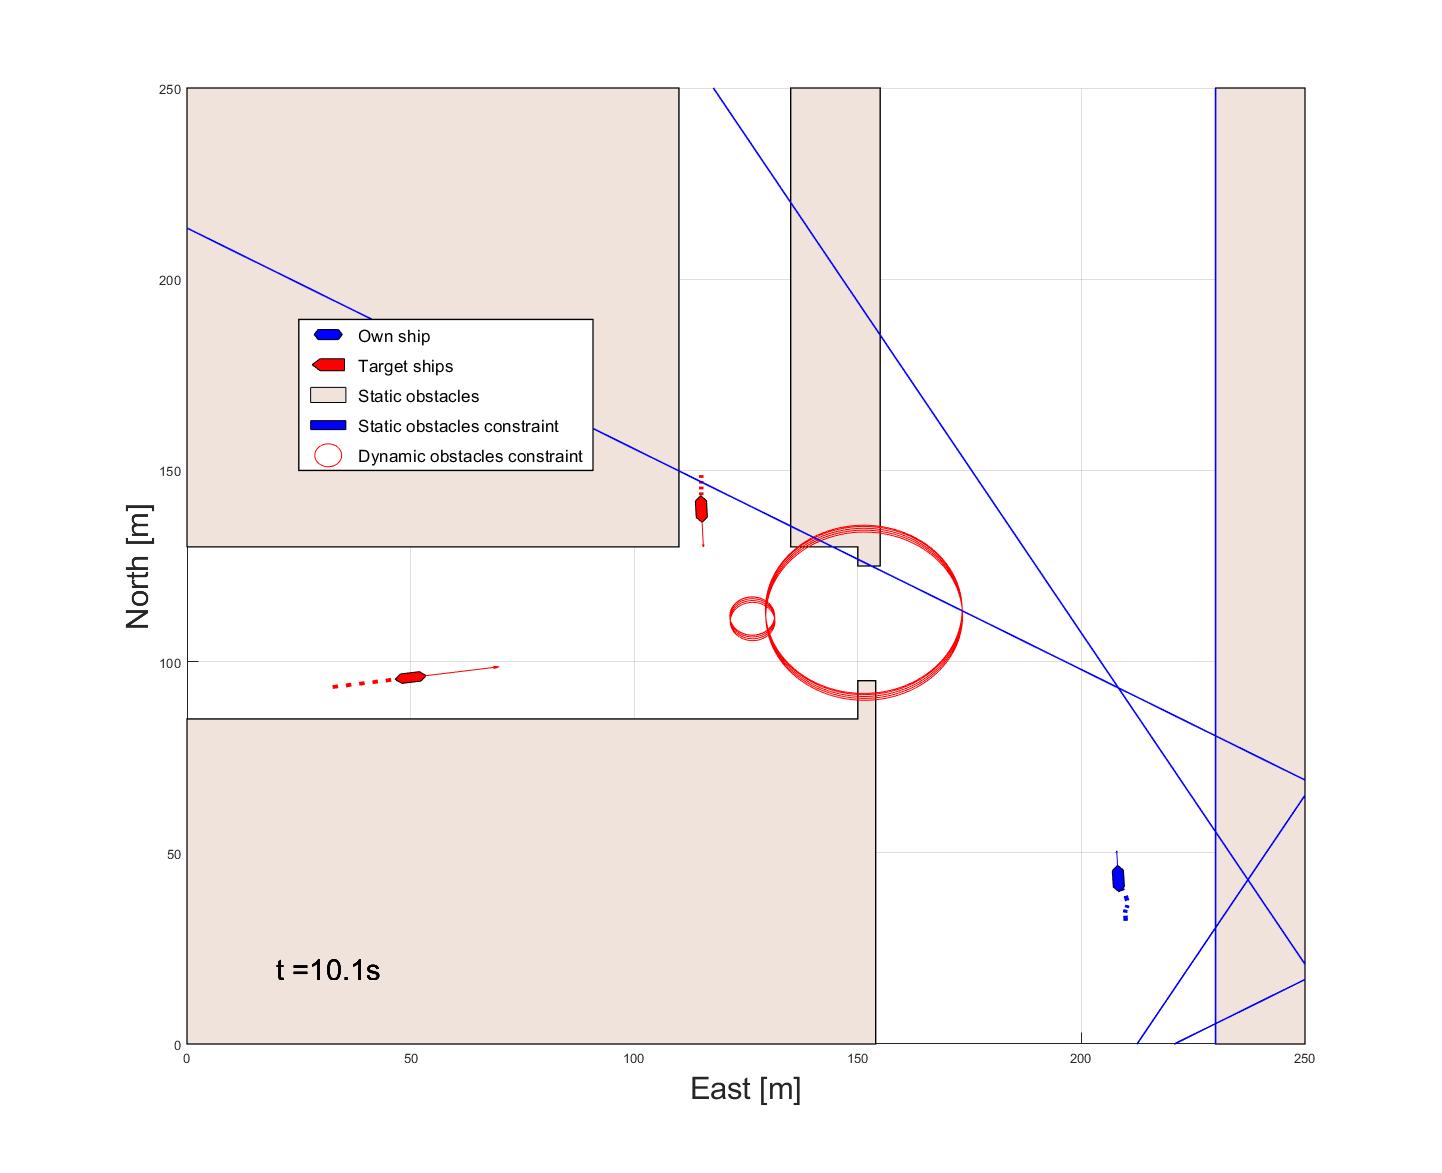 250
200
150
100
50
0
North [m]
Own ship
Target ships
Static obstacles
Static obstacles constraint
Dynamic obstacles constraint
t =10.1s
0 50 100 150 200 250
East [m]